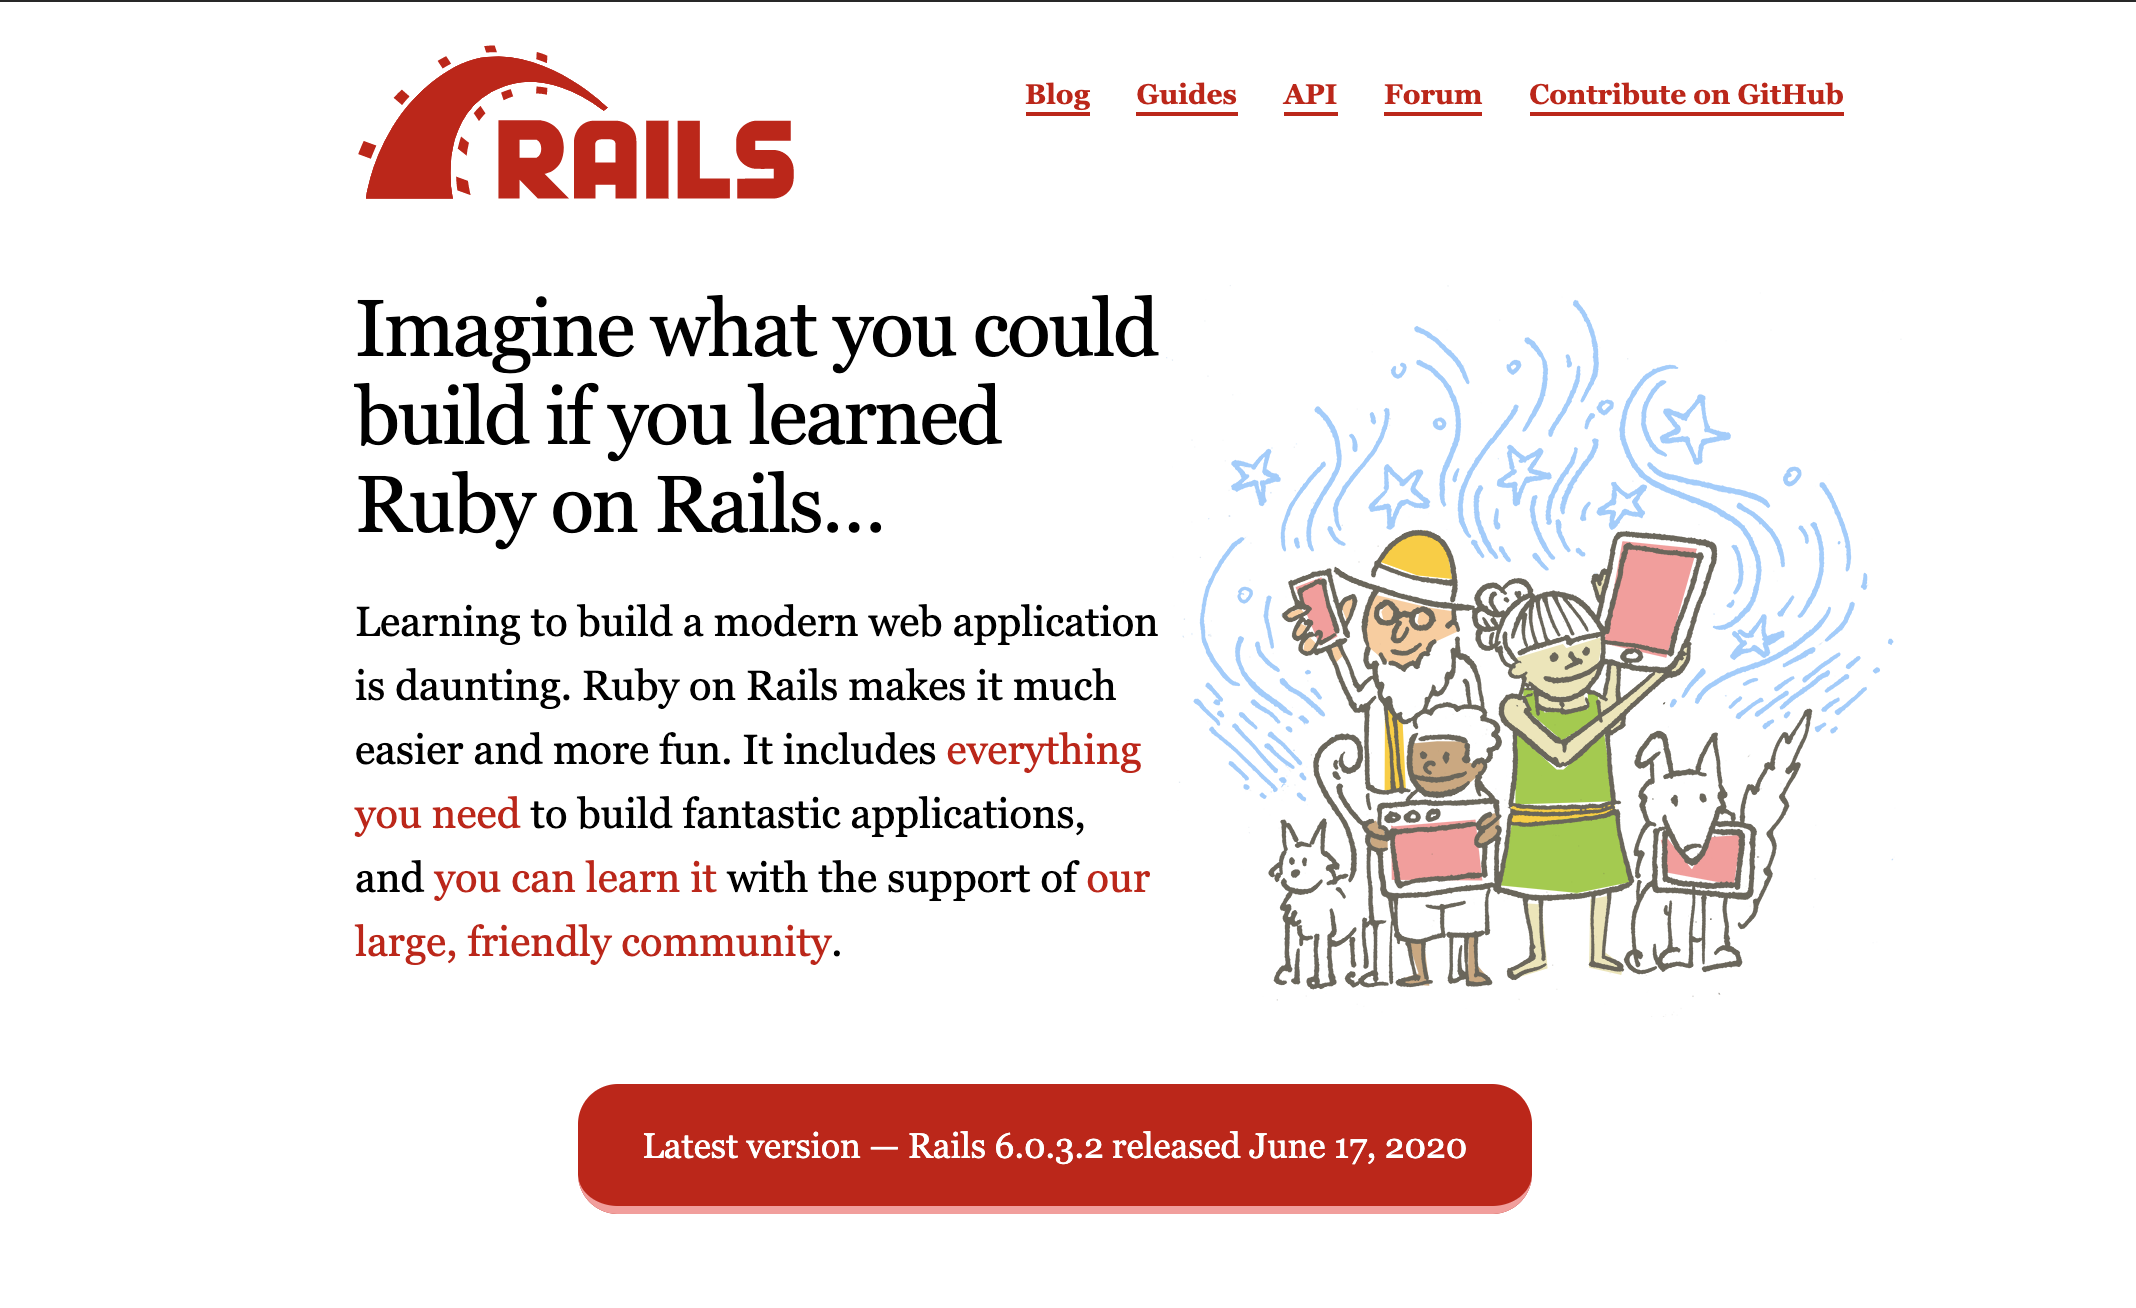 RAILS
Blog Guides API Forum Contribute on GitHub
Imagine what you could
build if you learned
Ruby on Rails…
Learning to build a modern web application
is daunting. Ruby on Rails makes it much
easier and more fun. It includes everything
you need to build fantastic applications,
and you can learn it with the support of our
large, friendly community.
Latest version — Rails 6.0.3.2 released June 17, 2020